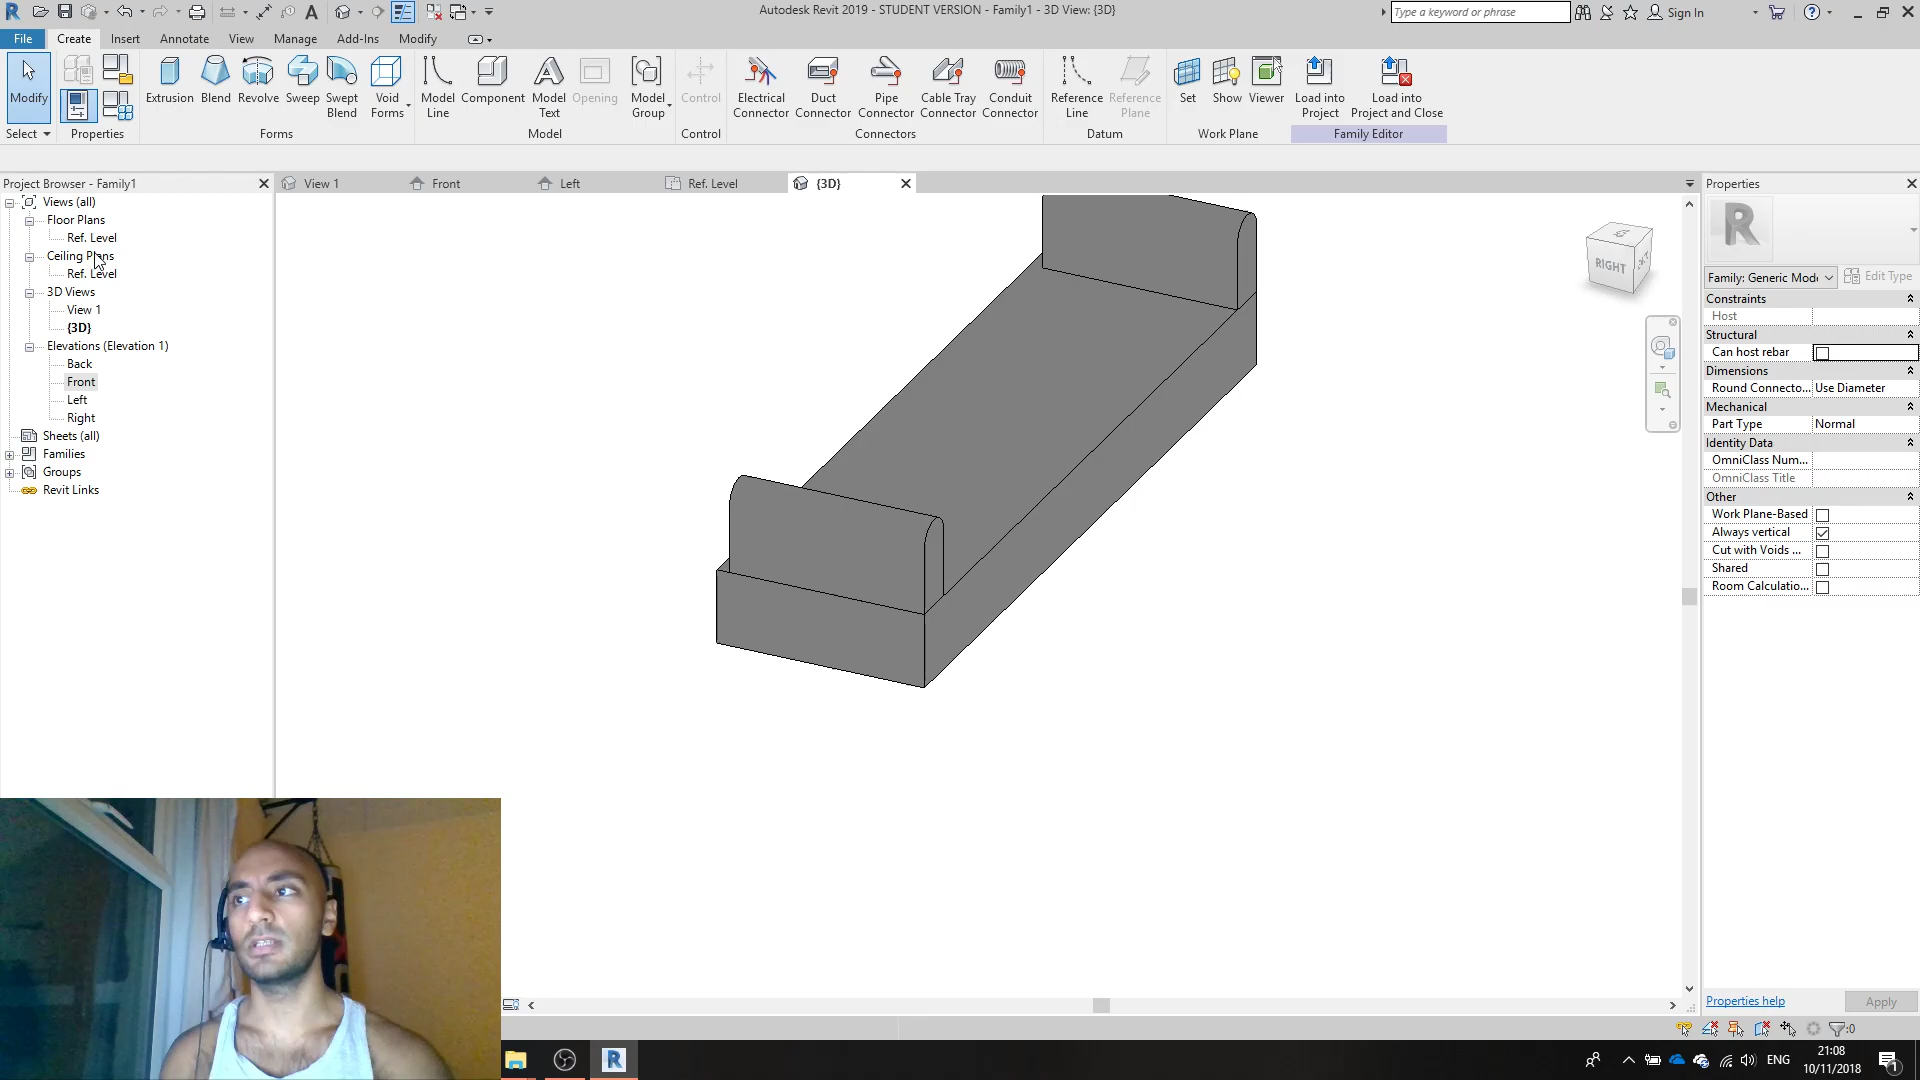 Autodesk Revit 2019 - STUDENT VERSION - Family1 - 3D View: {3D}
Type a keyword or phrase
Sign In
File Create Insert Annotate View Manage Add-Ins Modify
Modify
Extrusion Blend Revolve Sweep Swept Blend Void Forms
Model Line Component Model Text Opening Model Group
Control
Electrical Connector Duct Connector Pipe Connector Cable Tray Connector Conduit Connector
Reference Line Reference Plane
Set Show Viewer
Load into Project Load into Project and Close
Select Properties Forms Model Control Connectors Datum Work Plane Family Editor
Project Browser - Family1
View 1 Front Left Ref. Level {3D}
Views (all)
Floor Plans
Ref. Level
Ceiling Plans
Ref. Level
3D Views
View 1
{3D}
Elevations (Elevation 1)
Back
Front
Left
Right
Sheets (all)
Families
Groups
Revit Links
RIGHT
Properties
Family: Generic Mode
Edit Type
Constraints
Host
Structural
Can host rebar
Dimensions
Round Connecto... Use Diameter
Mechanical
Part Type Normal
Identity Data
OmniClass Num...
OmniClass Title
Other
Work Plane-Based
Always vertical
Cut with Voids ...
Shared
Room Calculatio...
Properties help
Apply
:0
ENG
21:08
10/11/2018
1